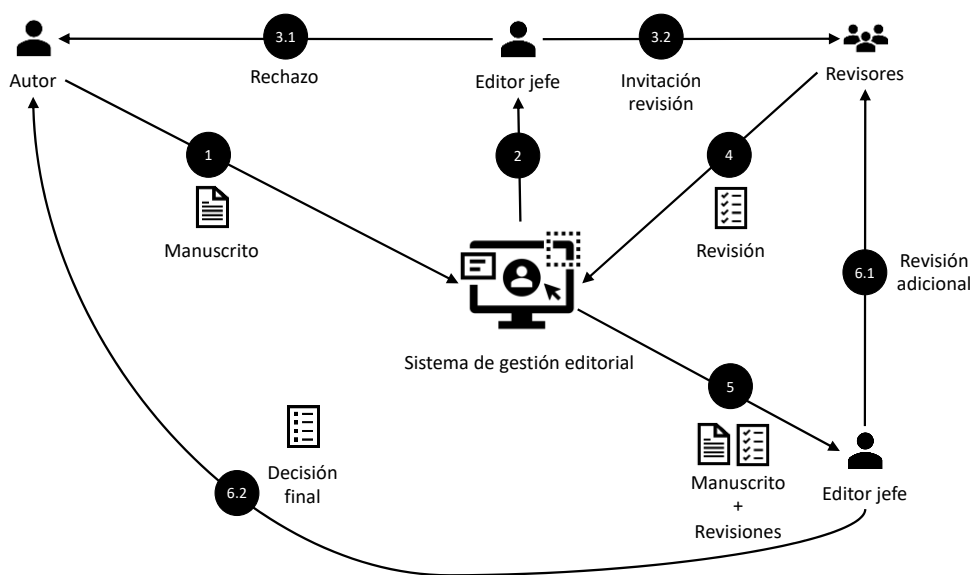 3.1
3.2
Autor
Rechazo
Editor jefe
Invitación
revisión
Revisores
1
2
4
Manuscrito
Revisión
6.1
Revisión
adicional
Sistema de gestión editorial
5
Decisión
final
6.2
Manuscrito
+
Revisiones
Editor jefe